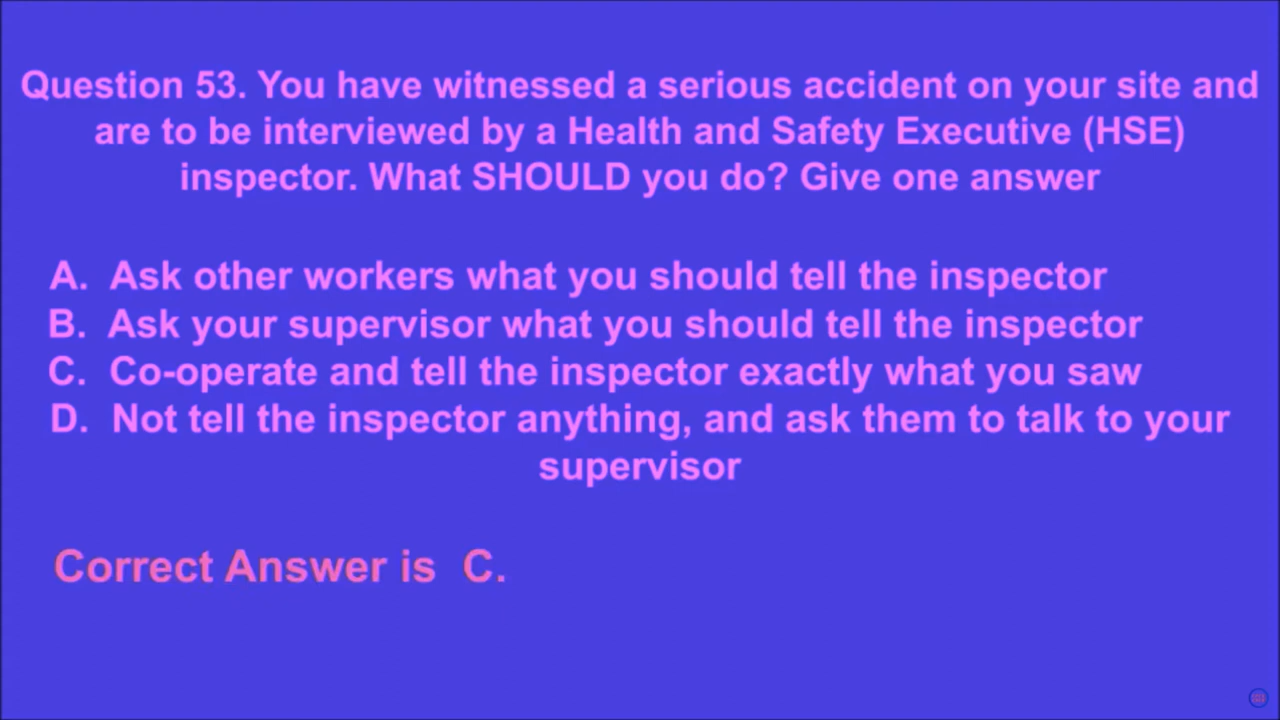 Question 53. You have witnessed a serious accident on your site and
are to be interviewed by a Health and Safety Executive (HSE)
inspector. What SHOULD you do? Give one answer
A. Ask other workers what you should tell the inspector
B. Ask your supervisor what you should tell the inspector
C. Co-operate and tell the inspector exactly what you saw
D. Not tell the inspector anything, and ask them to talk to your
supervisor
Correct Answer is C.